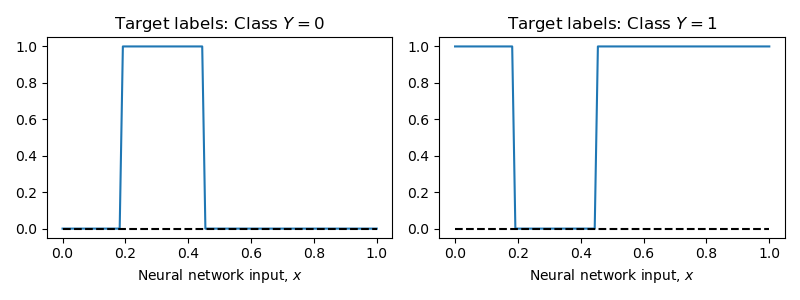 Target labels: Class Y = 0
1.0
0.8
0.6
0.4
0.2
0.0
0.0 0.2 0.4 0.6 0.8 1.0
Neural network input, x
Target labels: Class Y = 1
1.0
0.8
0.6
0.4
0.2
0.0
0.0 0.2 0.4 0.6 0.8 1.0
Neural network input, x